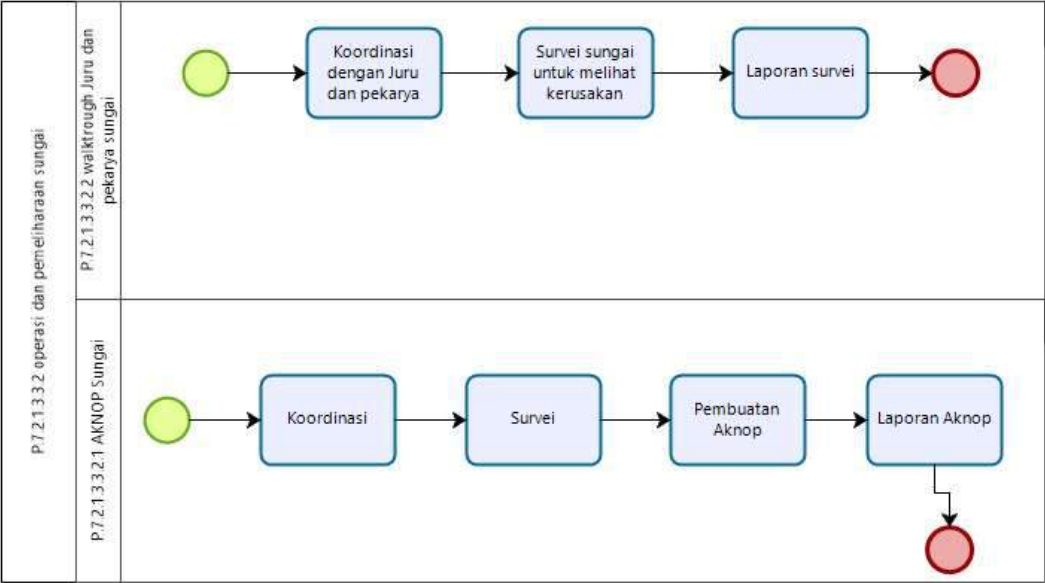 P.7.2.1.3.3.2 operasi dan pemeliharaan sungai
P.7.2.1.3.3.2.2 walktrough Juru dan
pekarya sungai
Koordinasi
dengan Juru
dan pekarya
Survei sungai
untuk melihat
kerusakan
Laporan survei
P.7.2.1.3.3.2.1 AKNOP Sungai
Koordinasi
Survei
Pembuatan
Aknop
Laporan Aknop